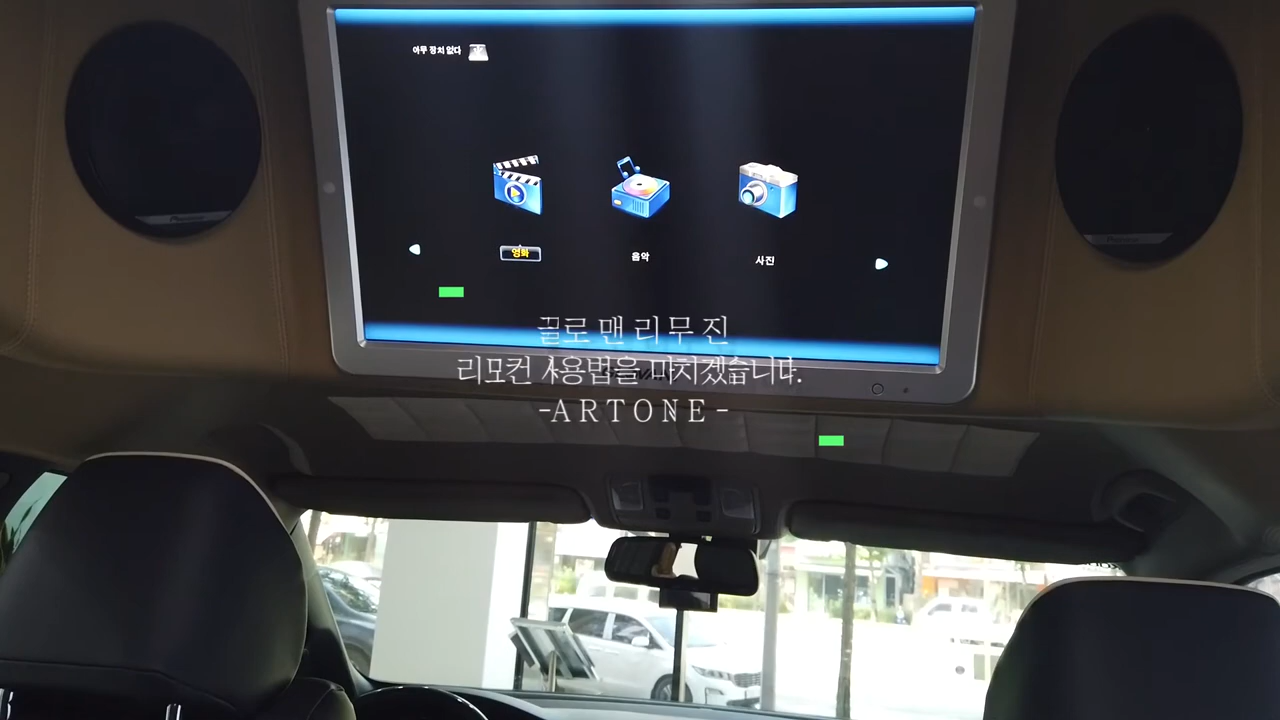 아무 장치 없다
영화
음악
사진
끌로 맨 리 무 진
리모컨 사용법을 마치겠습니다.
-ARTONE-
Pioneer